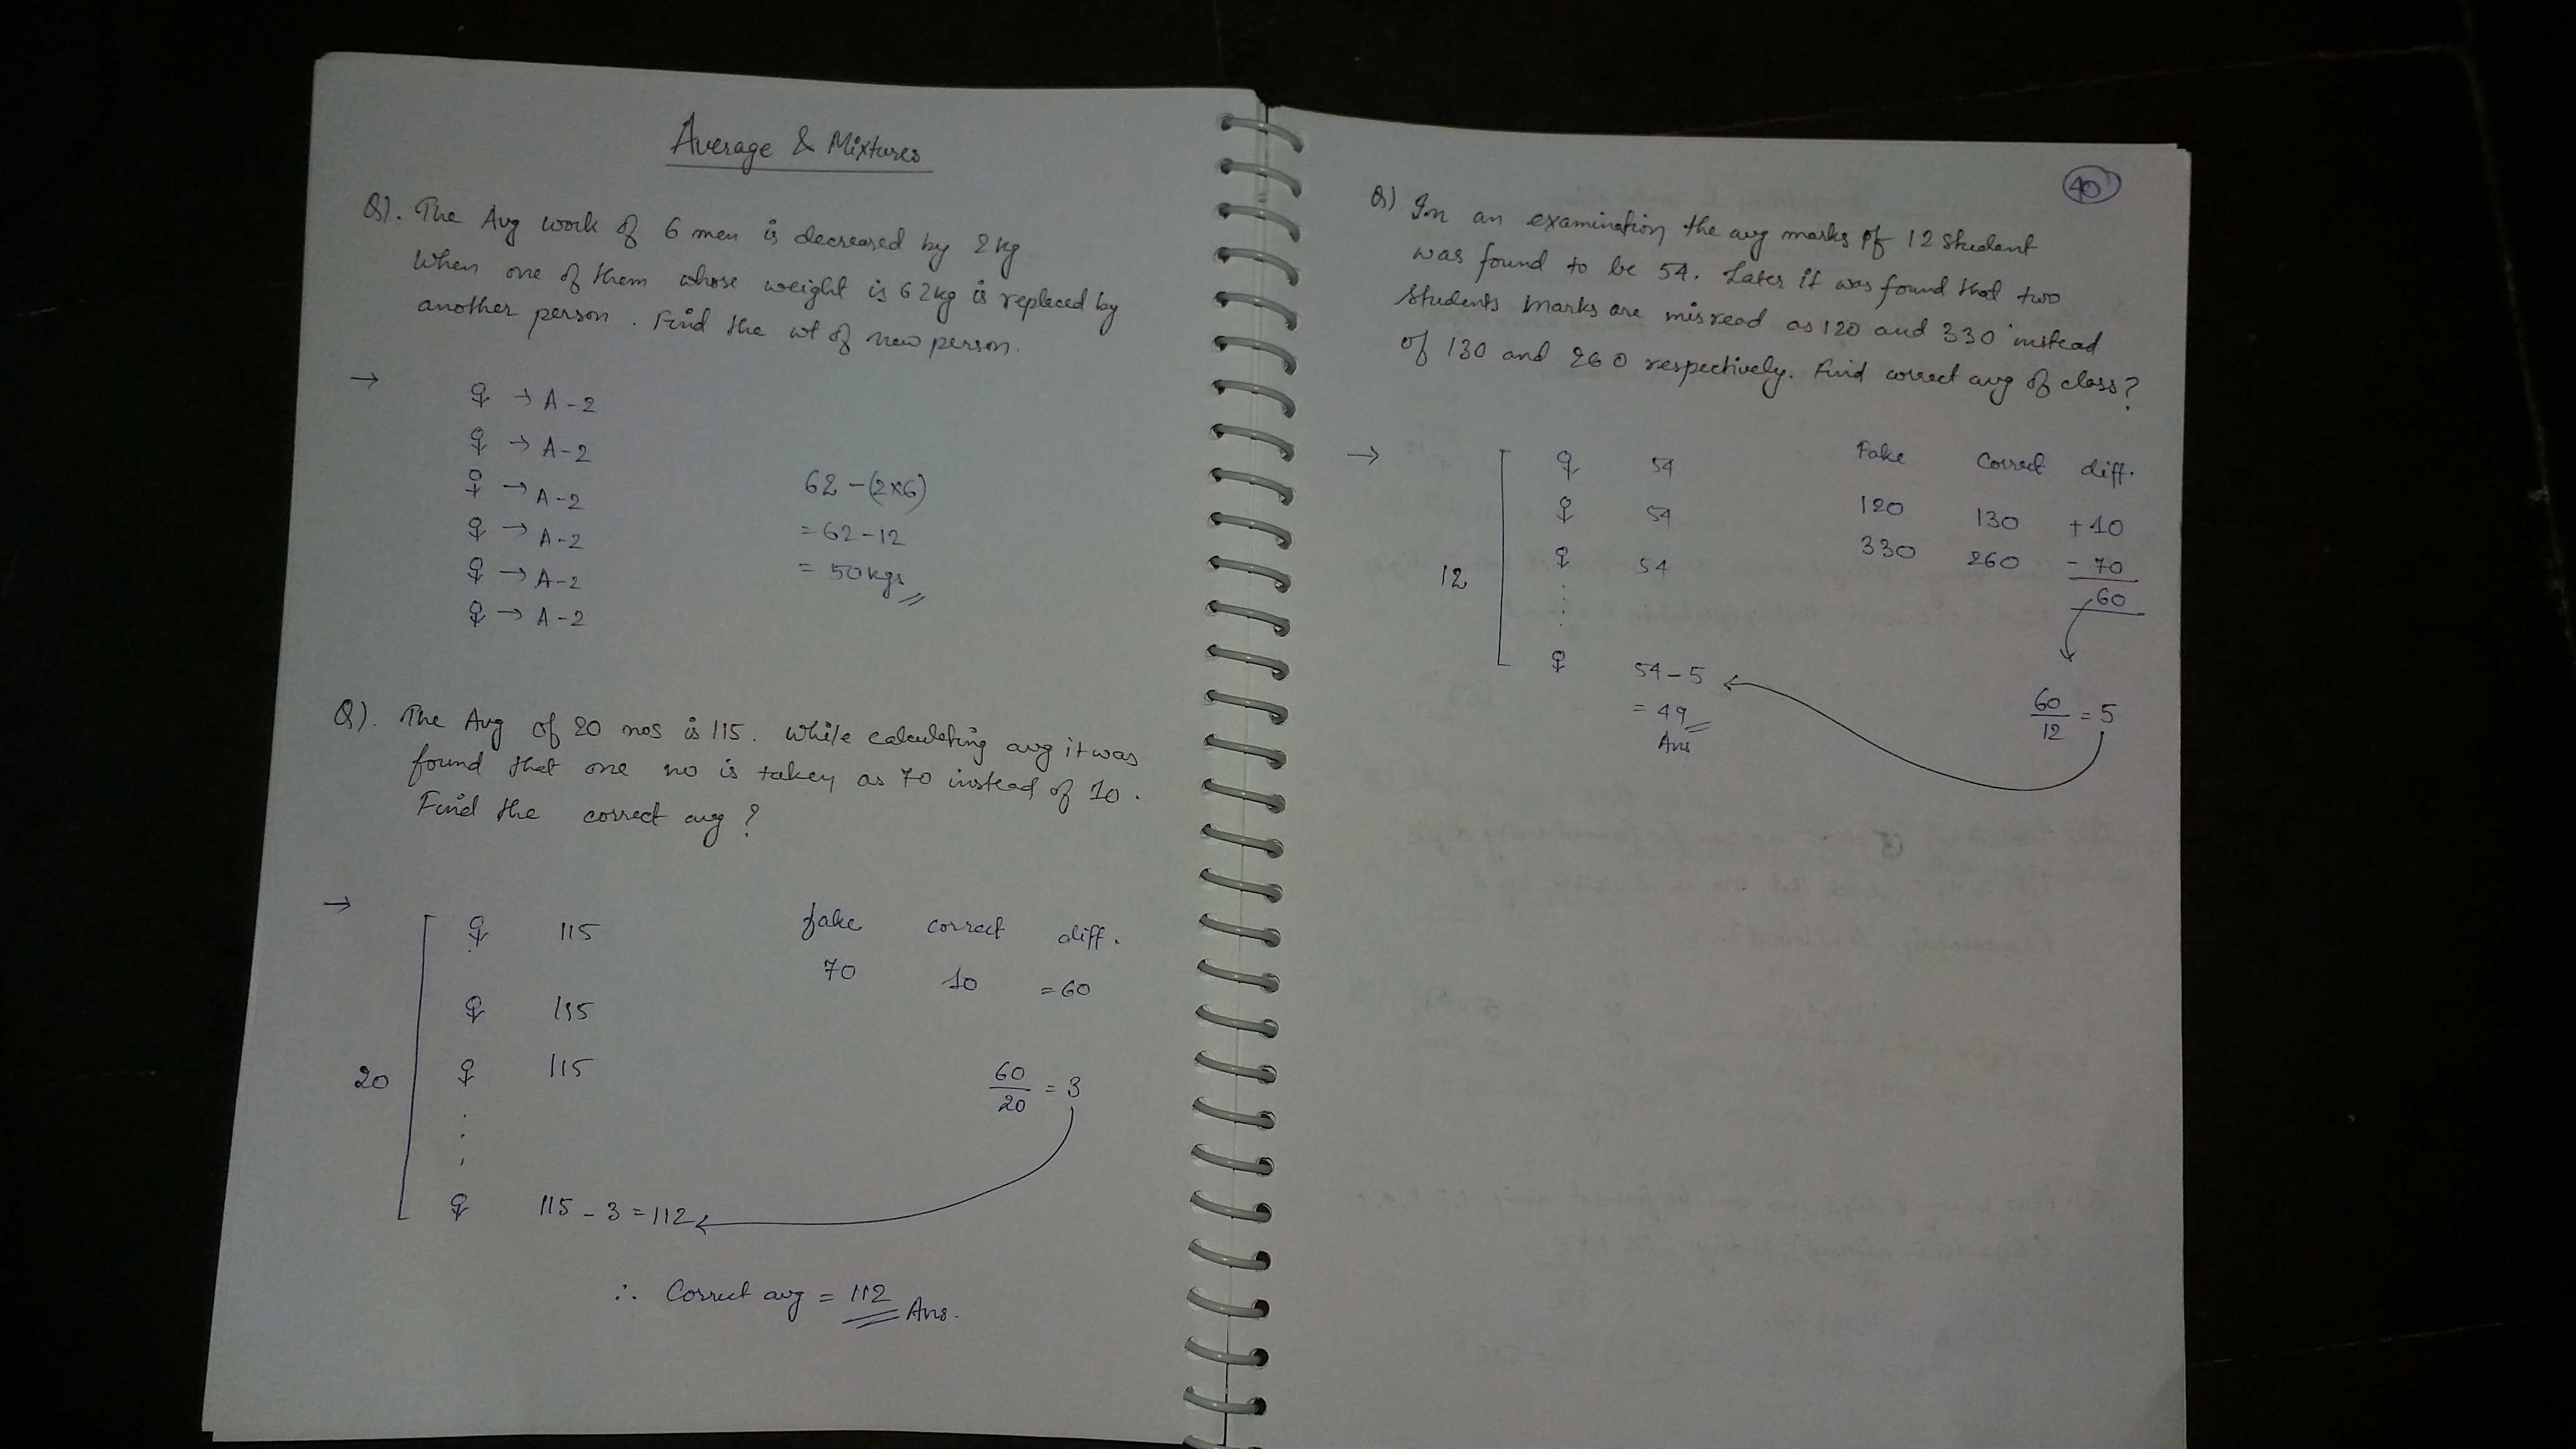 Average & Mixtures
Q). The Avg work of 6 men is decreased by 2 kg
When one of them whose weight is 62kg is replaced by
another person. Find the wt of new person.
→
→ A-2
→ A-2
→ A-2
→ A-2
→ A-2
→ A-2
62-(2×6)
=62-12
= 50kgs
Q). The Avg of 20 nos is 115. While calculating avg it was
found that one no is taken as 70 instead of 10.
Find the correct avg?
→
20
115
115
115
115 - 3 = 112
fake correct diff.
70 10 =60
60/20 = 3
∴ Correct avg = 112 Ans.
40
Q) In an examination the avg marks of 12 student
was found to be 54. Later it was found that two
students marks are misread as 120 and 330 instead
of 130 and 260 respectively. Find correct avg of class?
→
12
54
54
54
54-5
= 49
Ans
Fake Correct diff.
120 130 +10
330 260 -70
60
60/12 = 5